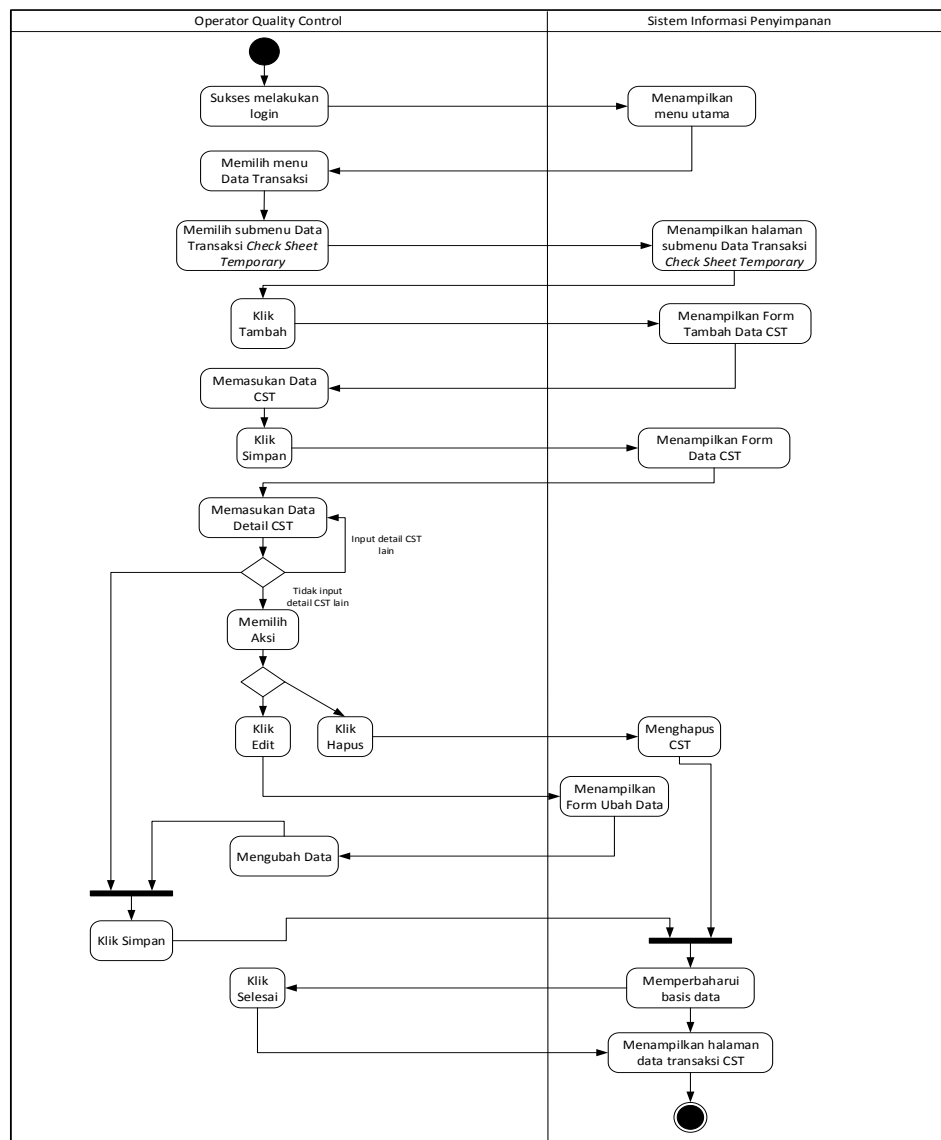 Operator Quality Control
Sistem Informasi Penyimpanan
Sukses melakukan
login
Menampilkan
menu utama
Memilih menu
Data Transaksi
Memilih submenu Data
Transaksi Check Sheet
Temporary
Menampilkan halaman
submenu Data Transaksi
Check Sheet Temporary
Klik
Tambah
Menampilkan Form
Tambah Data CST
Memasukan Data
CST
Klik
Simpan
Menampilkan Form
Data CST
Memasukan Data
Detail CST
Input detail CST
lain
Tidak input
detail CST lain
Memilih
Aksi
Klik
Edit
Klik
Hapus
Menghapus
CST
Menampilkan
Form Ubah Data
Mengubah Data
Klik Simpan
Klik
Selesai
Memperbaharui
basis data
Menampilkan halaman
data transaksi CST